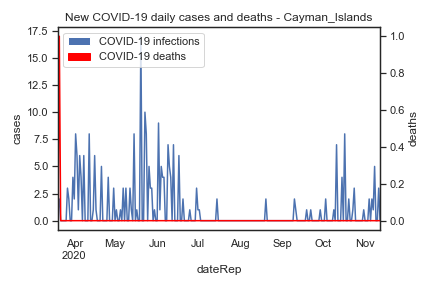 New COVID-19 daily cases and deaths - Cayman_Islands
COVID-19 infections
COVID-19 deaths
17.5
15.0
12.5
10.0
7.5
5.0
2.5
0.0
cases
1.0
0.8
0.6
0.4
0.2
0.0
deaths
Apr May Jun Jul Aug Sep Oct Nov
2020
dateRep